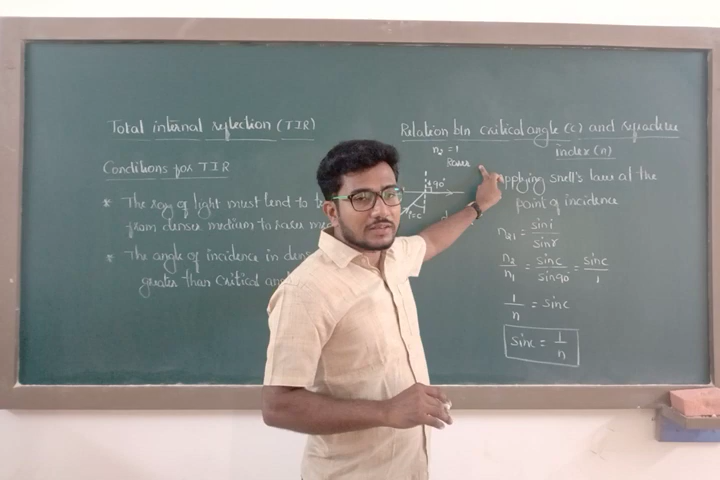 Total internal reflection (TIR)
Conditions for TIR
* The ray of light must tend to
from denser medium to rarer
* The angle of incidence in
greater than critical
Relation b/n critical angle (c) and refractive
index (n)
n2 = 1
Rarer
90°
i=c
applying snell's law at the
point of incidence
n21 = sin i / sin r
n2 / n1 = sin c / sin 90° = sin c / 1
1 / n = sin c
sin c = 1 / n